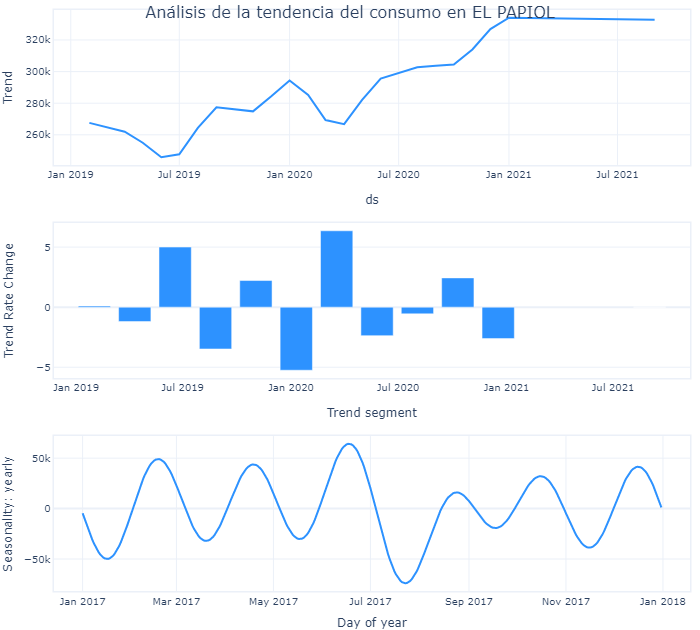 Análisis de la tendencia del consumo en EL PAPIOL
Trend
320k
300k
280k
260k
Jan 2019 Jul 2019 Jan 2020 Jul 2020 Jan 2021 Jul 2021
ds
Trend Rate Change
5
0
−5
Jan 2019 Jul 2019 Jan 2020 Jul 2020 Jan 2021 Jul 2021
Trend segment
Seasonality: yearly
50k
0
−50k
Jan 2017 Mar 2017 May 2017 Jul 2017 Sep 2017 Nov 2017 Jan 2018
Day of year